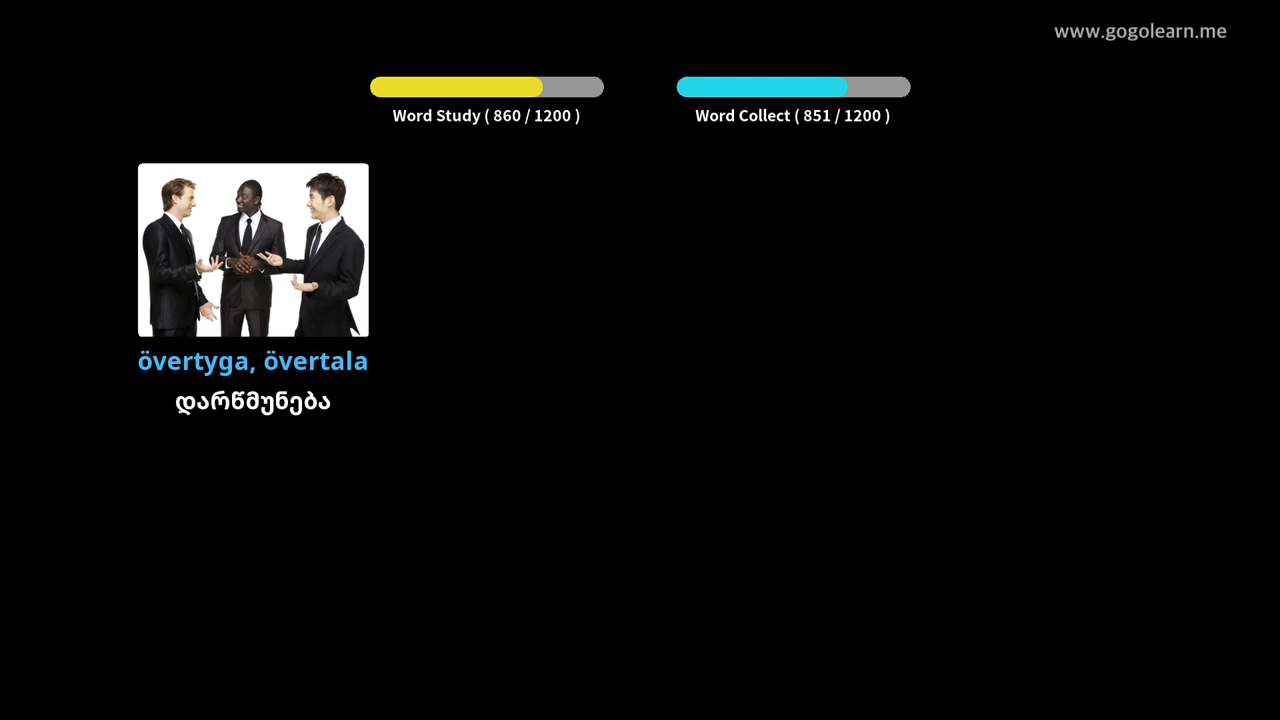 www.gogolearn.me
Word Study ( 860 / 1200 )
Word Collect ( 851 / 1200 )
övertyga, övertala
დარწმუნება